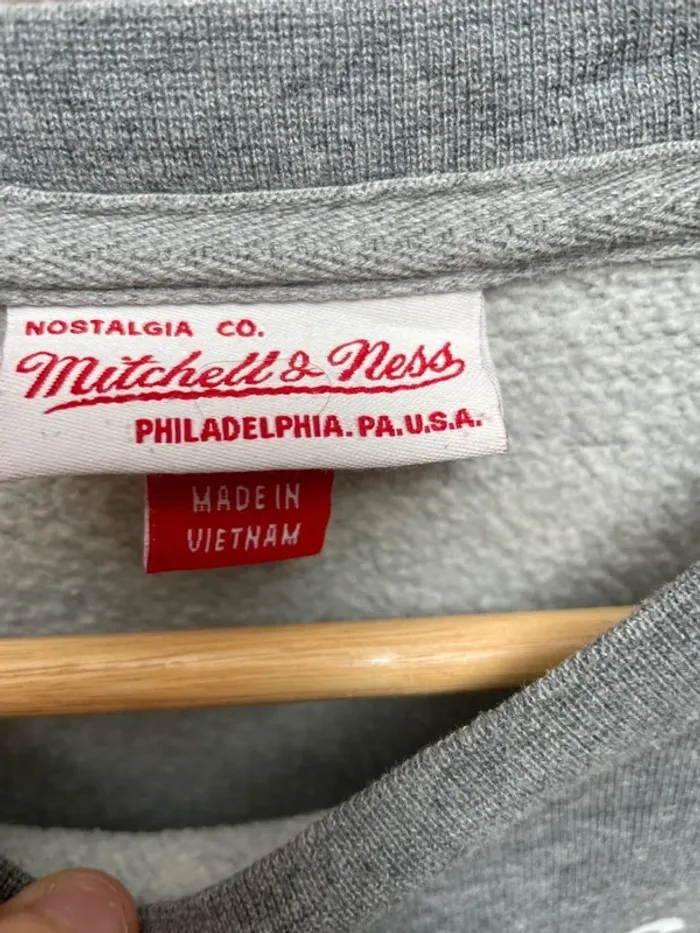 NOSTALGIA CO.
Mitchell & Ness
PHILADELPHIA. PA. U.S.A.
MADE IN
VIETNAM